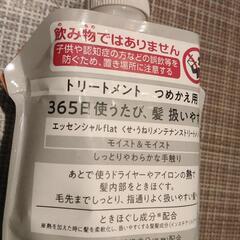 飲み物ではありません
子供や認知症の方などの誤飲等を
防ぐため、置き場所に注意する
トリートメント つめかえ用
365日使うたび、髪 扱いやす
エッセンシャルflat くせ・うねりメンテナンストリートメ
モイスト&モイスト
しっとりやわらかな手触り
あとで使うドライヤーやアイロンの熱で
髪内部をときほぐし、
毛先まですっきり、指通りよく
ときほぐし成分※配合